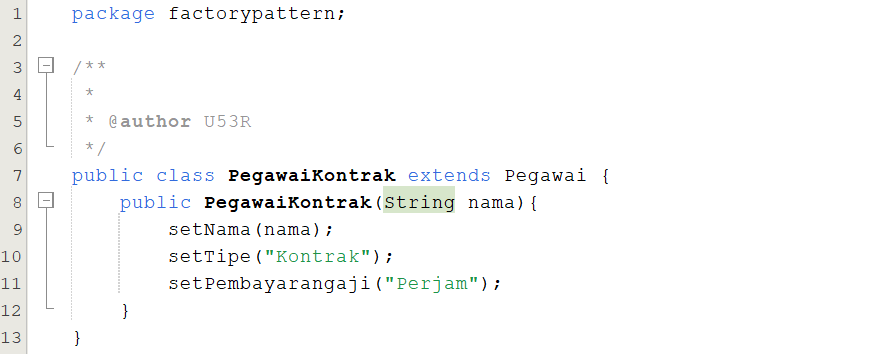 1 package factorypattern;
2
3 /**
4  *
5  * @author U53R
6  */
7 public class PegawaiKontrak extends Pegawai {
8     public PegawaiKontrak(String nama){
9         setNama(nama);
10         setTipe("Kontrak");
11         setPembayarangaji("Perjam");
12     }
13 }